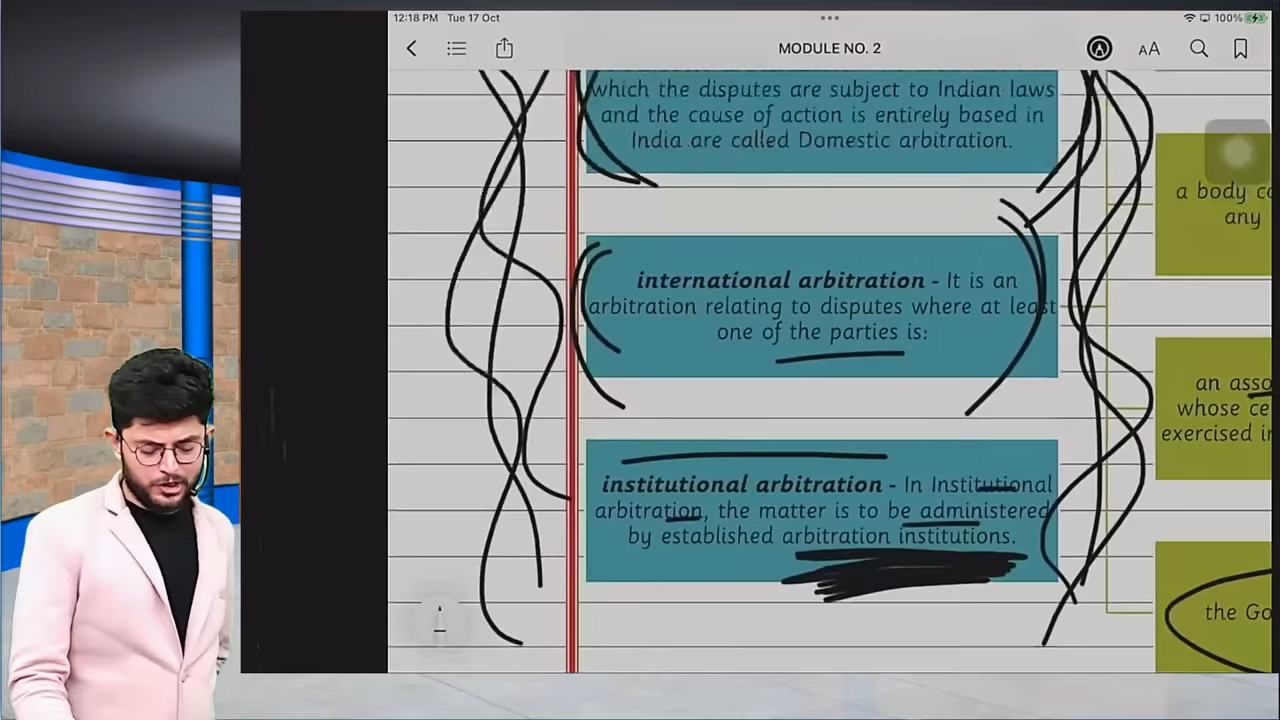 12:18 PM Tue 17 Oct
100%
MODULE NO. 2
AA
which the disputes are subject to Indian laws
and the cause of action is entirely based in
India are called Domestic arbitration.
international arbitration - It is an
arbitration relating to disputes where at least
one of the parties is:
institutional arbitration - In Institutional
arbitration, the matter is to be administered
by established arbitration institutions.
a body
any
an
whose
exercised
the